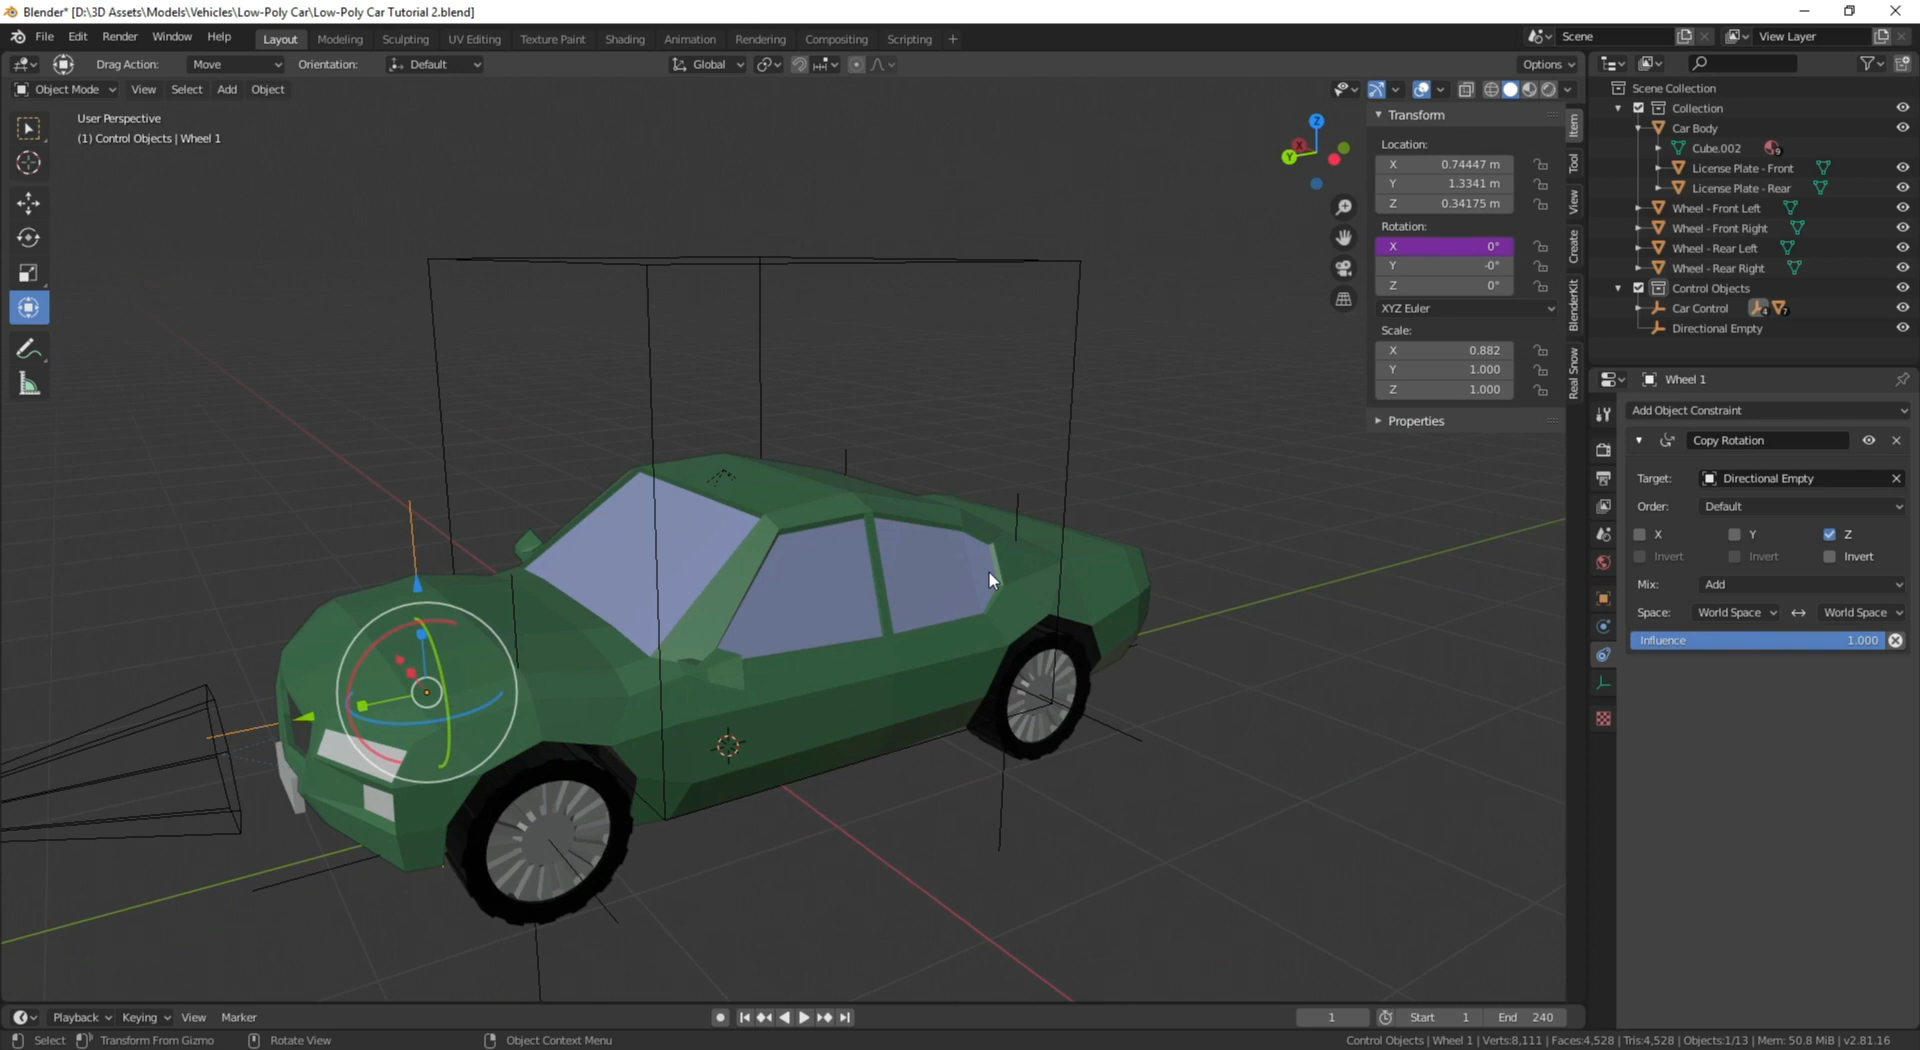 Blender* [D:\3D Assets\Models\Vehicles\Low-Poly Car\Low-Poly Car Tutorial 2.blend]
File Edit Render Window Help Layout Modeling Sculpting UV Editing Texture Paint Shading Animation Rendering Compositing Scripting + Scene View Layer
Drag Action: Move Orientation: Default Global Options
Object Mode View Select Add Object
User Perspective
(1) Control Objects | Wheel 1
Z
X
Y
Transform
Location:
X 0.74447 m
Y 1.3341 m
Z 0.34175 m
Rotation:
X 0°
Y -0°
Z 0°
XYZ Euler
Scale:
X 0.882
Y 1.000
Z 1.000
Properties
Item
Tool
View
Create
BlenderKit
Real Snow
Scene Collection
Collection
Car Body
Cube.002 9
License Plate - Front
License Plate - Rear
Wheel - Front Left
Wheel - Front Right
Wheel - Rear Left
Wheel - Rear Right
Control Objects
Car Control 4 7
Directional Empty
Wheel 1
Add Object Constraint
Copy Rotation
Target: Directional Empty
Order: Default
X Y Z
Invert Invert Invert
Mix: Add
Space: World Space World Space
Influence 1.000
Playback Keying View Marker 1 Start 1 End 240
Select Transform From Gizmo Rotate View Object Context Menu Control Objects | Wheel 1 | Verts:8,111 | Faces:4,528 | Tris:4,528 | Objects:1/13 | Mem: 50.8 MiB | v2.81.16